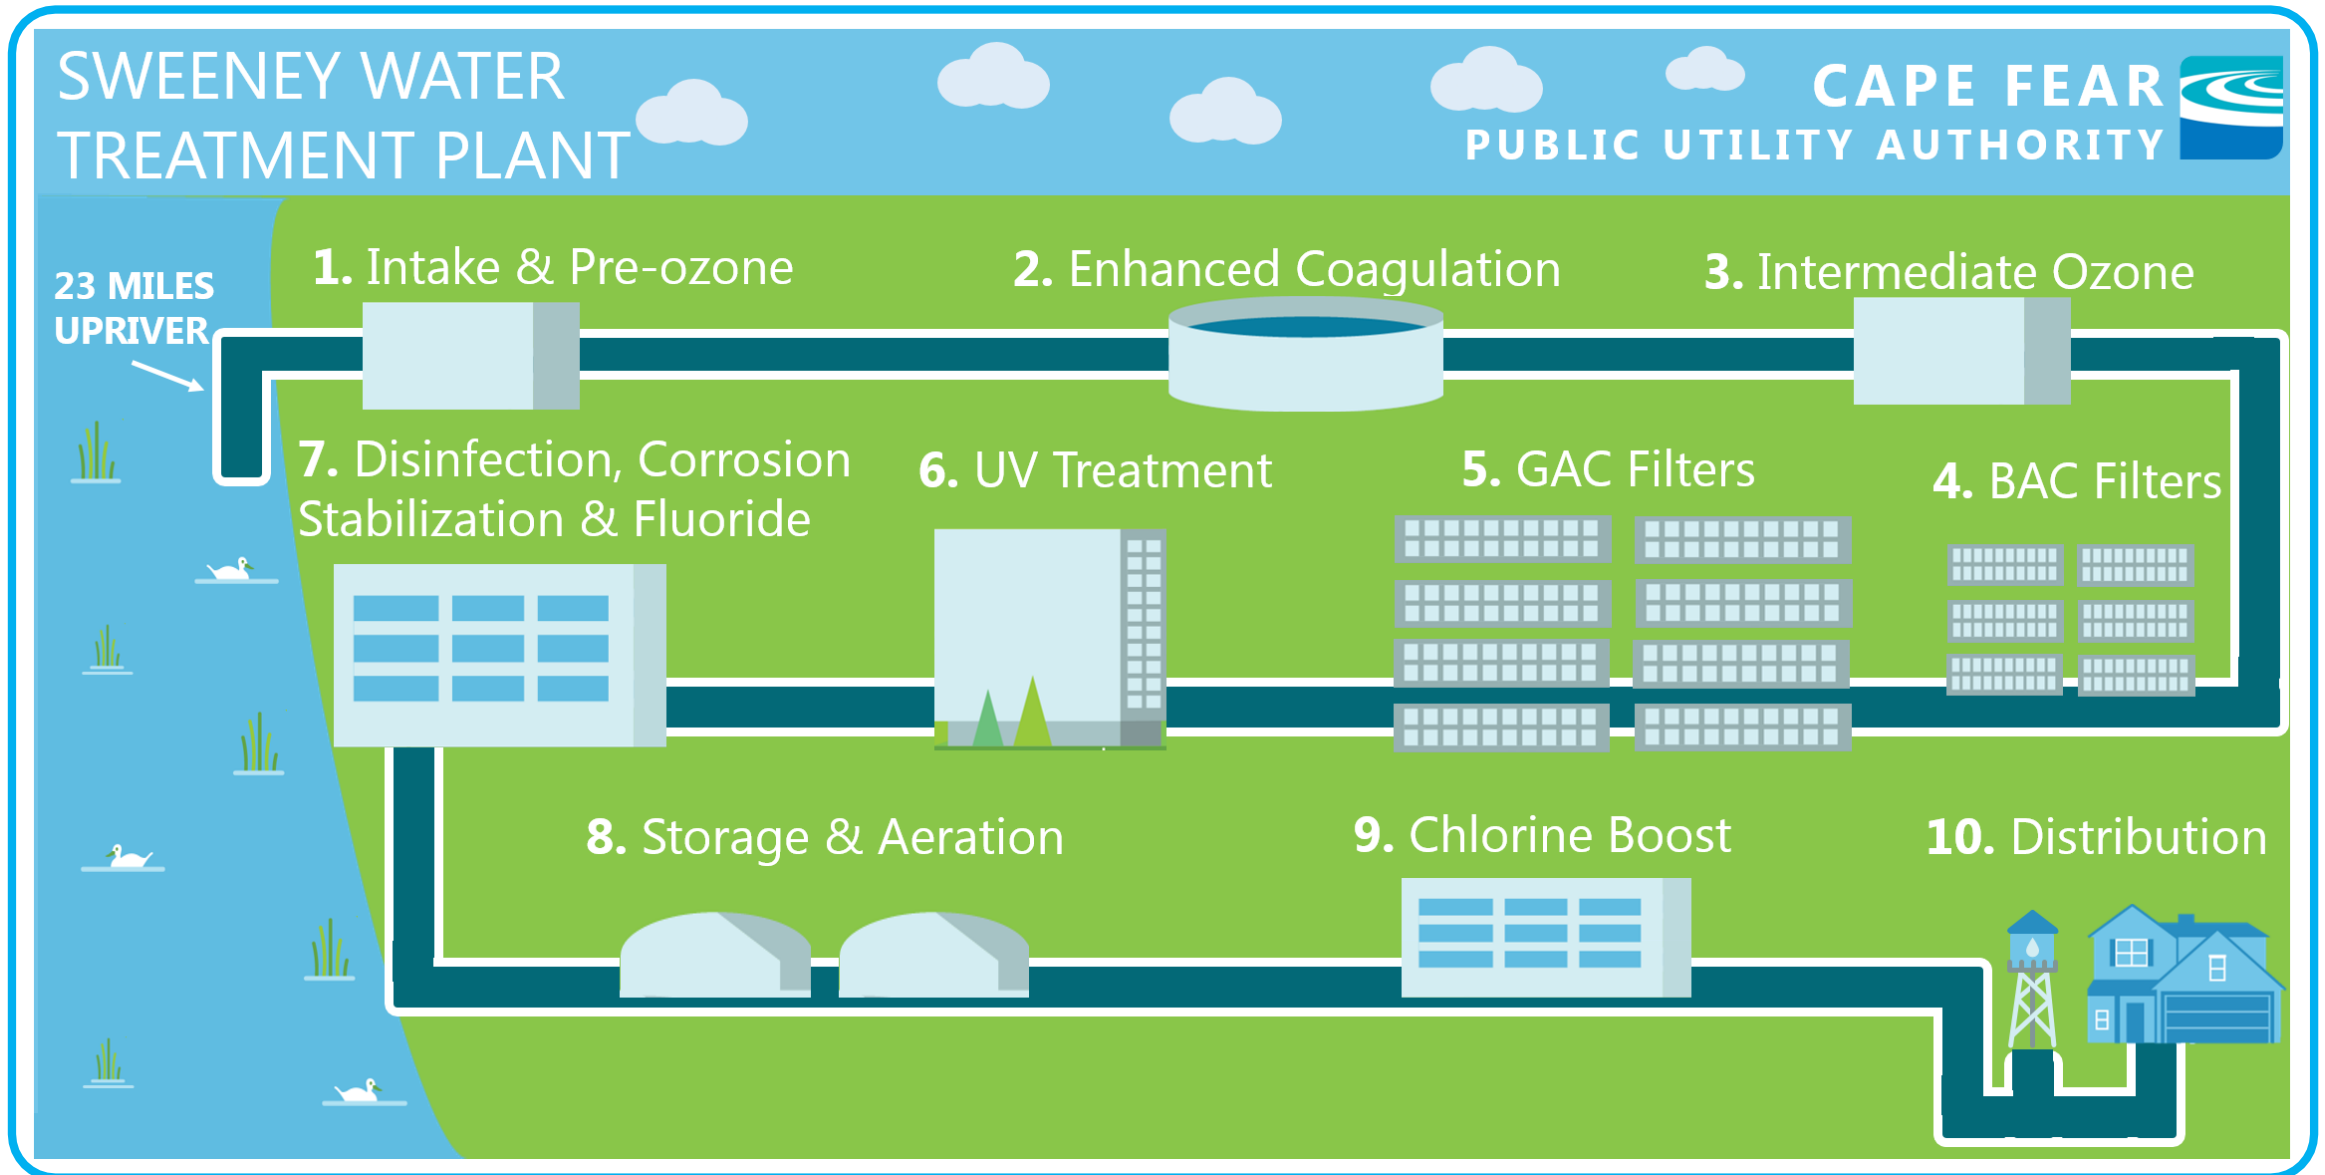 SWEENEY WATER
TREATMENT PLANT
CAPE FEAR
PUBLIC UTILITY AUTHORITY
23 MILES
UPRIVER
1. Intake & Pre-ozone
2. Enhanced Coagulation
3. Intermediate Ozone
7. Disinfection, Corrosion
Stabilization & Fluoride
6. UV Treatment
5. GAC Filters
4. BAC Filters
8. Storage & Aeration
9. Chlorine Boost
10. Distribution